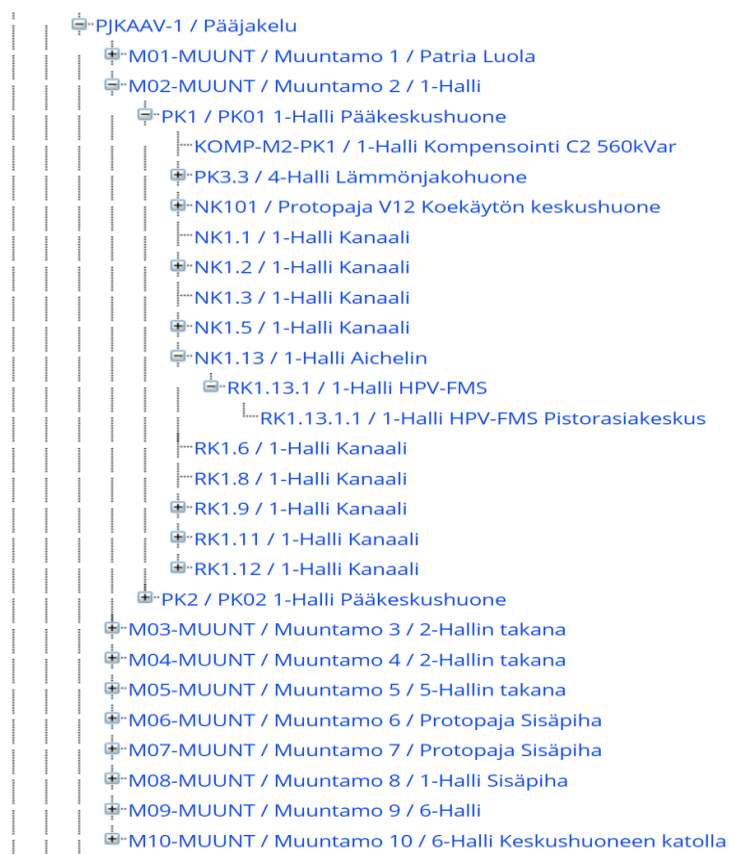 PJKAAV-1 / Pääjakelu
M01-MUUNT / Muuntamo 1 / Patria Luola
M02-MUUNT / Muuntamo 2 / 1-Halli
PK1 / PK01 1-Halli Pääkeskushuone
KOMP-M2-PK1 / 1-Halli Kompensointi C2 560kVar
PK3.3 / 4-Halli Lämmönjakohuone
NK101 / Protopaja V12 Koekäytön keskushuone
NK1.1 / 1-Halli Kanaali
NK1.2 / 1-Halli Kanaali
NK1.3 / 1-Halli Kanaali
NK1.5 / 1-Halli Kanaali
NK1.13 / 1-Halli Aichelin
RK1.13.1 / 1-Halli HPV-FMS
RK1.13.1.1 / 1-Halli HPV-FMS Pistorasiakeskus
RK1.6 / 1-Halli Kanaali
RK1.8 / 1-Halli Kanaali
RK1.9 / 1-Halli Kanaali
RK1.11 / 1-Halli Kanaali
RK1.12 / 1-Halli Kanaali
PK2 / PK02 1-Halli Pääkeskushuone
M03-MUUNT / Muuntamo 3 / 2-Hallin takana
M04-MUUNT / Muuntamo 4 / 2-Hallin takana
M05-MUUNT / Muuntamo 5 / 5-Hallin takana
M06-MUUNT / Muuntamo 6 / Protopaja Sisäpiha
M07-MUUNT / Muuntamo 7 / Protopaja Sisäpiha
M08-MUUNT / Muuntamo 8 / 1-Halli Sisäpiha
M09-MUUNT / Muuntamo 9 / 6-Halli
M10-MUUNT / Muuntamo 10 / 6-Halli Keskushuoneen katolla